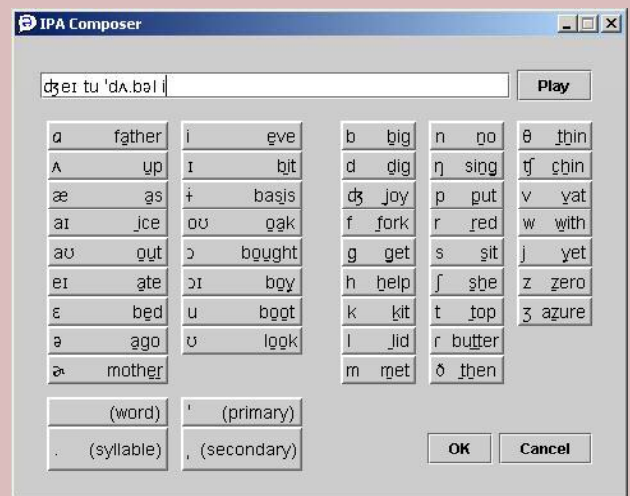 IPA Composer
ʤeɪ tu ˈdʌ.bəl i
Play
ɑ father
ʌ up
æ as
aɪ ice
aʊ out
eɪ ate
ɛ bed
ə ago
ɚ mother
i eve
ɪ bit
ɨ basis
oʊ oak
ɔ bought
ɔɪ boy
u boot
ʊ look
b big
d dig
ʤ joy
f fork
g get
h help
k kit
l lid
m met
n no
ŋ sing
p put
r red
s sit
ʃ she
t top
ɾ butter
ð then
θ thin
ʧ chin
v vat
w with
j yet
z zero
ʒ azure
(word)
ˈ (primary)
. (syllable)
ˌ (secondary)
OK
Cancel